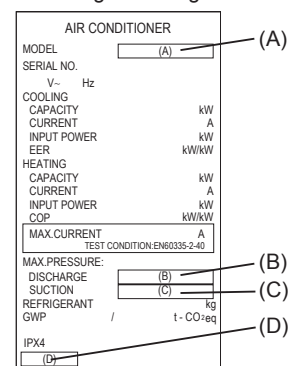 AIR CONDITIONER
MODEL (A) (A)
SERIAL NO.
V~ Hz
COOLING
CAPACITY kW
CURRENT A
INPUT POWER kW
EER kW/kW
HEATING
CAPACITY kW
CURRENT A
INPUT POWER kW
COP kW/kW
MAX.CURRENT A
TEST CONDITION:EN60335-2-40
MAX.PRESSURE:
DISCHARGE (B) (B)
SUCTION (C) (C)
REFRIGERANT kg
GWP / t - CO2eq
IPX4
(D) (D)